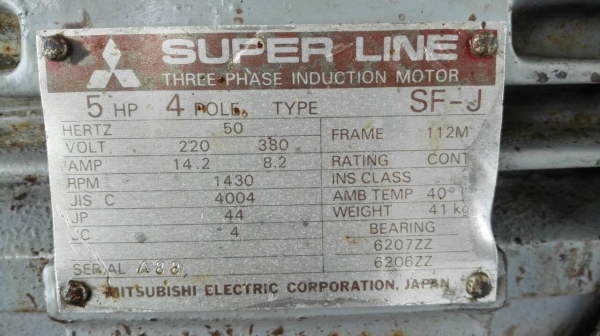 SUPER LINE
THREE PHASE INDUCTION MOTOR
5 HP 4 POLE TYPE SF-J
HERTZ 50
VOLT 220 380
AMP 14.2 8.2
RPM 1430
JIS C 4004
JP 44
JC 4
SERIAL A88
FRAME 112M
RATING CONT
INS CLASS
AMB TEMP 40°
WEIGHT 41 kg
BEARING
6207ZZ
6206ZZ
MITSUBISHI ELECTRIC CORPORATION, JAPAN